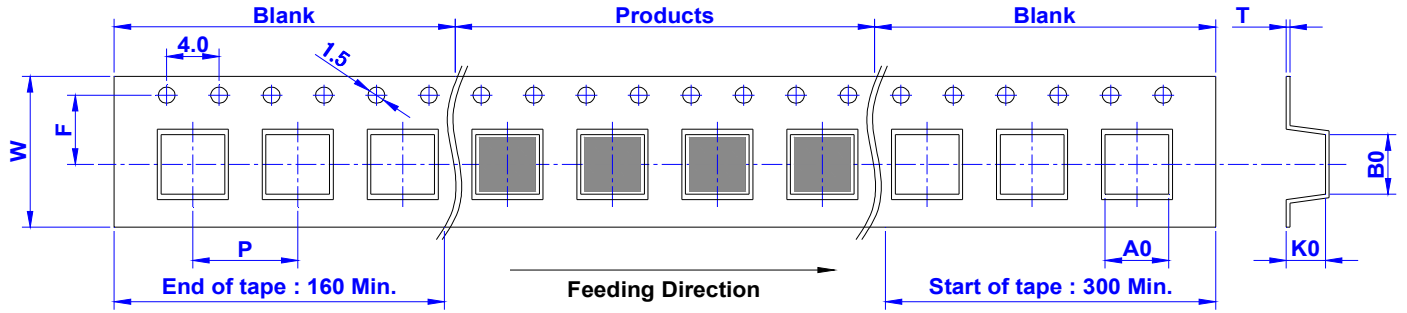 Blank
Products
Blank
T
4.0
1.5
F
W
B0
P
A0
K0
End of tape : 160 Min.
Feeding Direction
Start of tape : 300 Min.